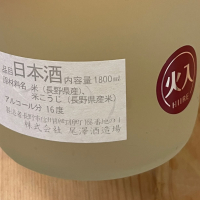 品目 日本酒 内容量 1800ml
原材料名 米（長野県産）、
米こうじ（長野県産米）
アルコール分 16度
株式会社 尾澤酒造場
火入